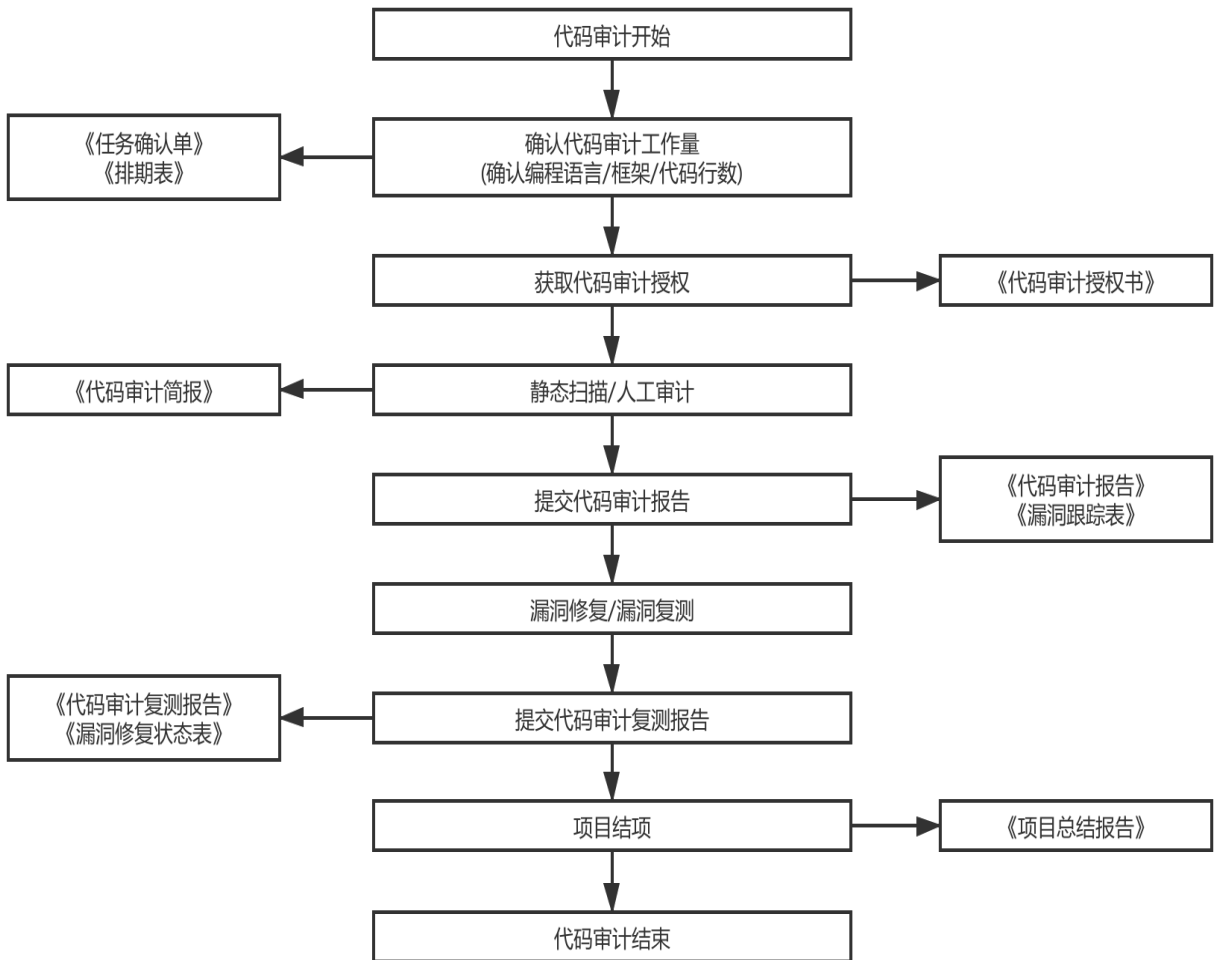 代码审计开始
《任务确认单》
《排期表》
确认代码审计工作量
(确认编程语言/框架/代码行数)
获取代码审计授权
《代码审计授权书》
《代码审计简报》
静态扫描/人工审计
提交代码审计报告
《代码审计报告》
《漏洞跟踪表》
漏洞修复/漏洞复测
《代码审计复测报告》
《漏洞修复状态表》
提交代码审计复测报告
项目结项
《项目总结报告》
代码审计结束